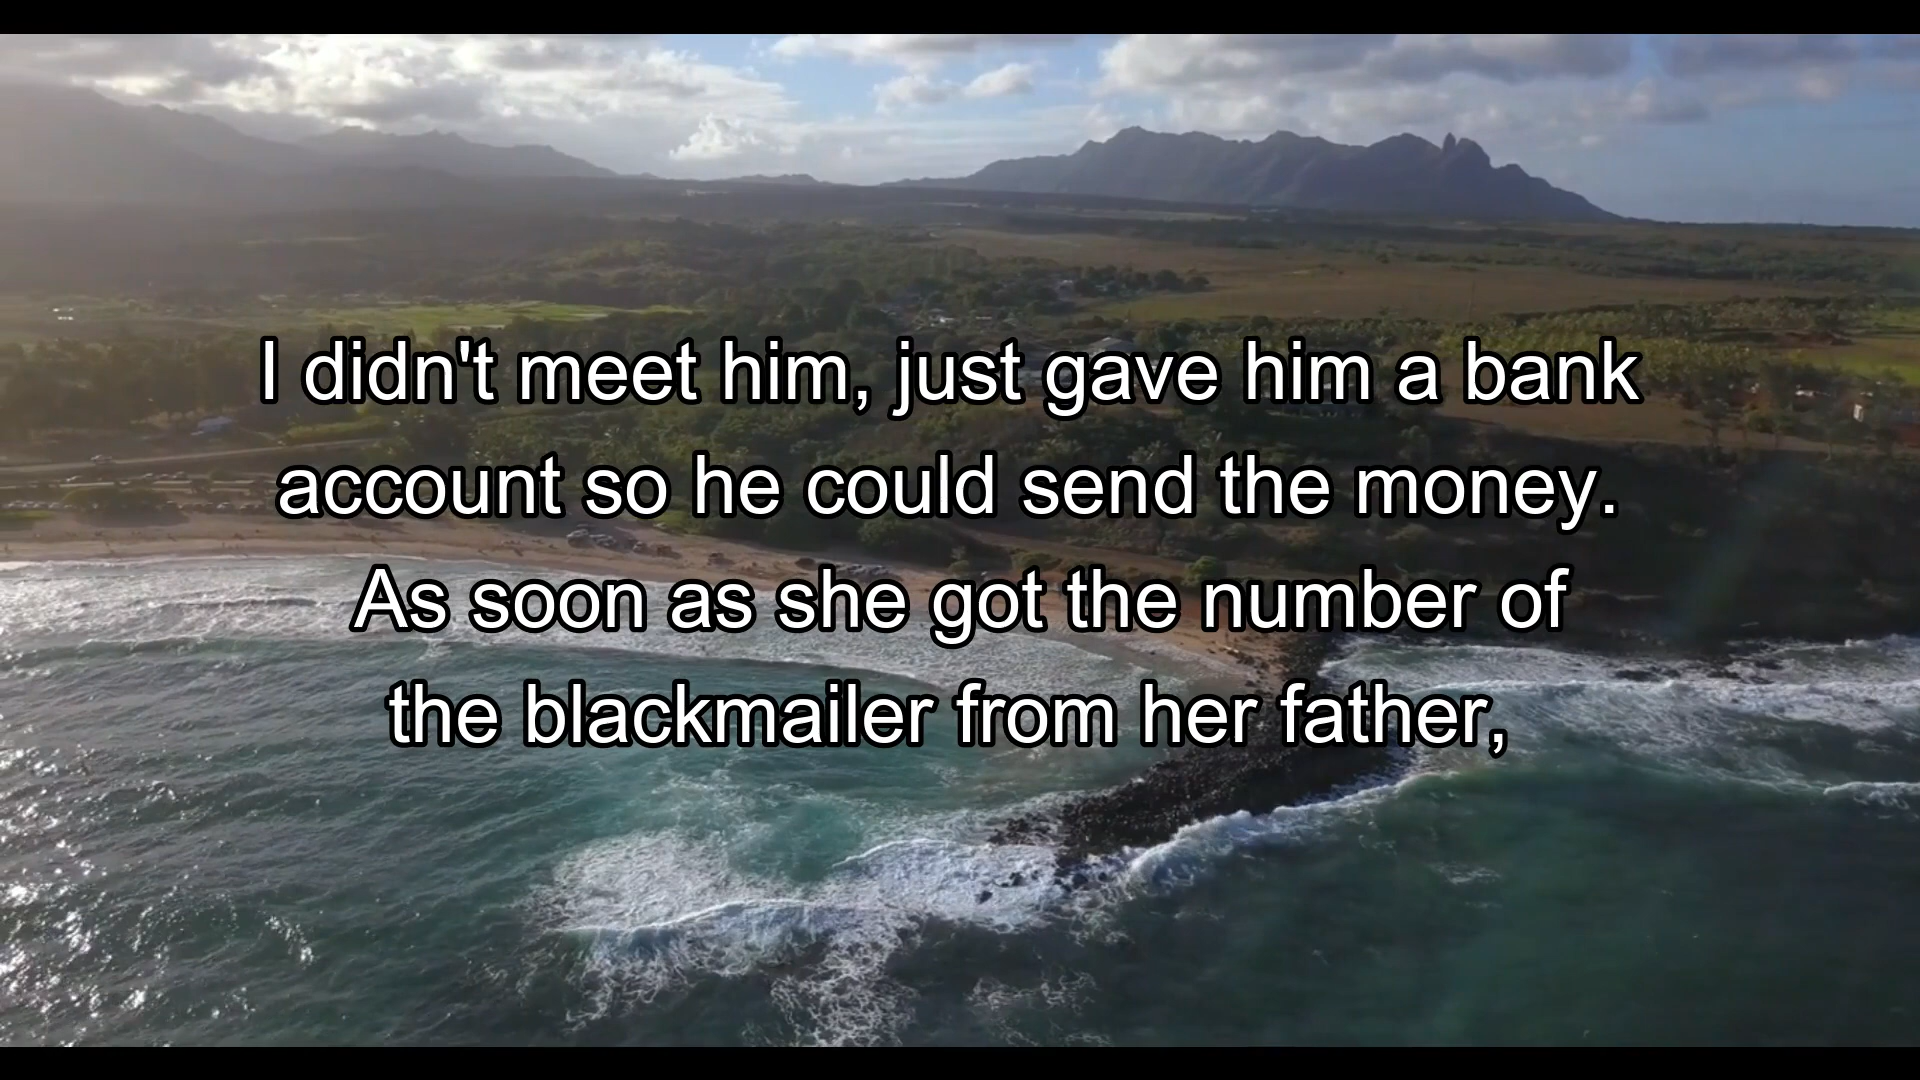 I didn't meet him, just gave him a bank
account so he could send the money.
As soon as she got the number of
the blackmailer from her father,